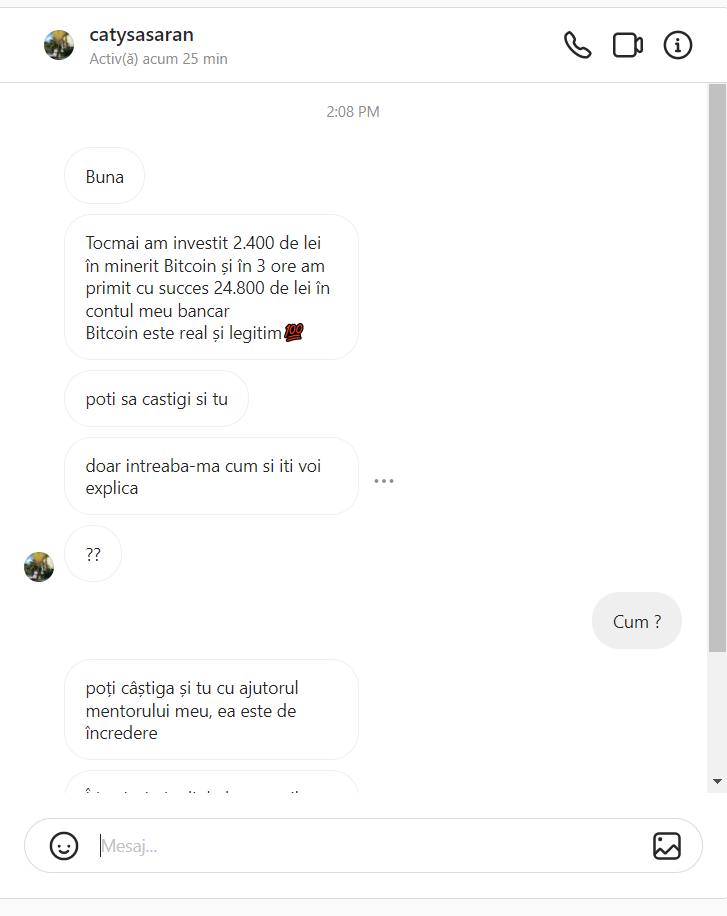 catysasaran
Activ(ă) acum 25 min
2:08 PM
Buna
Tocmai am investit 2.400 de lei
în minerit Bitcoin și în 3 ore am
primit cu succes 24.800 de lei în
contul meu bancar
Bitcoin este real și legitim💯
poti sa castigi si tu
doar intreaba-ma cum si iti voi
explica
??
Cum ?
poți câștiga și tu cu ajutorul
mentorului meu, ea este de
încredere
Mesaj...